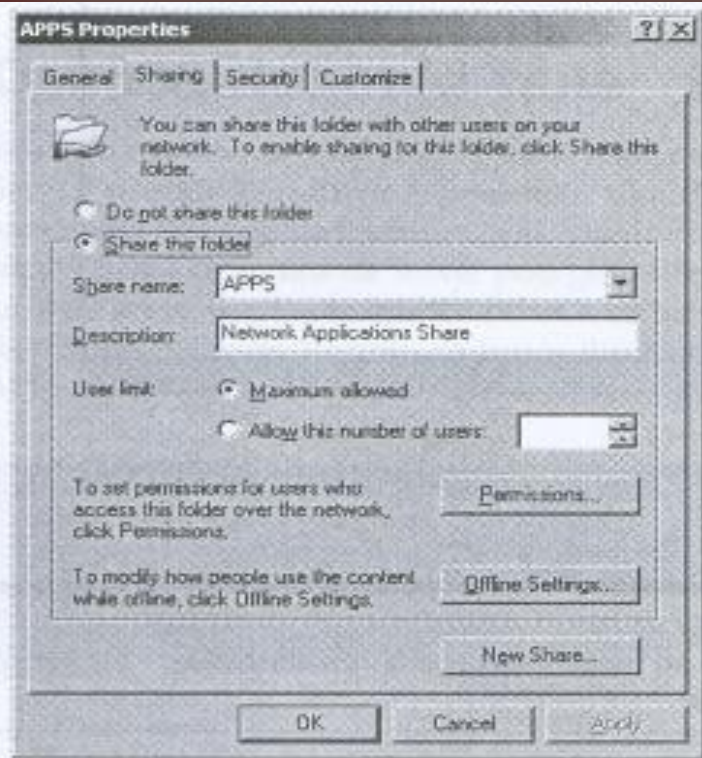 APPS Properties
General Sharing Security Customize
You can share this folder with other users on your
network. To enable sharing for this folder, click Share this
folder.
Do not share this folder
Share this folder
Share name: APPS
Description: Network Applications Share
User limit: Maximum allowed
Allow this number of users:
To set permissions for users who
access this folder over the network,
click Permissions.
Permissions...
To modify how people use the content
while offline, click Offline Settings.
Offline Settings...
New Share...
OK Cancel Apply